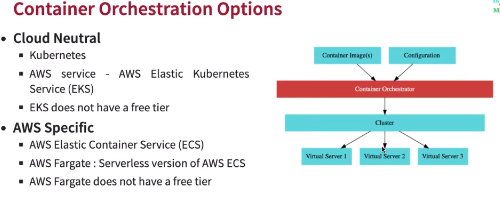 Container Orchestration Options
Cloud Neutral
Kubernetes
AWS service - AWS Elastic Kubernetes
Service (EKS)
EKS does not have a free tier
AWS Specific
AWS Elastic Container Service (ECS)
AWS Fargate : Serverless version of AWS ECS
AWS Fargate does not have a free tier
Container Image(s)
Configuration
Container Orchestrator
Cluster
Virtual Server 1
Virtual Server 2
Virtual Server 3